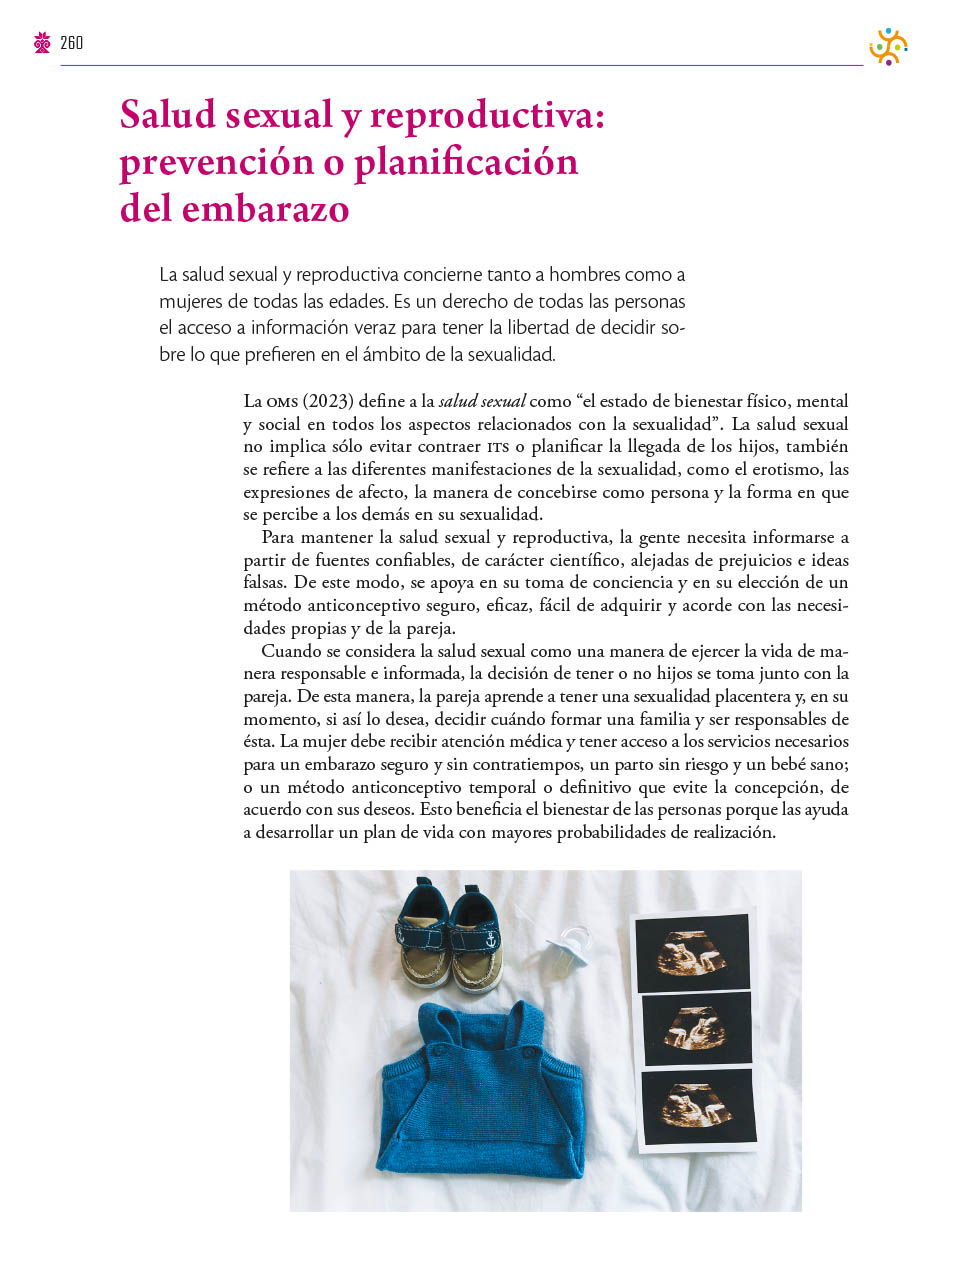 260
Salud sexual y reproductiva:
prevención o planificación
del embarazo
La salud sexual y reproductiva concierne tanto a hombres como a
mujeres de todas las edades. Es un derecho de todas las personas
el acceso a información veraz para tener la libertad de decidir so-
bre lo que prefieren en el ámbito de la sexualidad.
La OMS (2023) define a la salud sexual como “el estado de bienestar físico, mental
y social en todos los aspectos relacionados con la sexualidad”. La salud sexual
no implica sólo evitar contraer ITS o planificar la llegada de los hijos, también
se refiere a las diferentes manifestaciones de la sexualidad, como el erotismo, las
expresiones de afecto, la manera de concebirse como persona y la forma en que
se percibe a los demás en su sexualidad.
Para mantener la salud sexual y reproductiva, la gente necesita informarse a
partir de fuentes confiables, de carácter científico, alejadas de prejuicios e ideas
falsas. De este modo, se apoya en su toma de conciencia y en su elección de un
método anticonceptivo seguro, eficaz, fácil de adquirir y acorde con las necesi-
dades propias y de la pareja.
Cuando se considera la salud sexual como una manera de ejercer la vida de ma-
nera responsable e informada, la decisión de tener o no hijos se toma junto con la
pareja. De esta manera, la pareja aprende a tener una sexualidad placentera y, en su
momento, si así lo desea, decidir cuándo formar una familia y ser responsables de
ésta. La mujer debe recibir atención médica y tener acceso a los servicios necesarios
para un embarazo seguro y sin contratiempos, un parto sin riesgo y un bebé sano;
o un método anticonceptivo temporal o definitivo que evite la concepción, de
acuerdo con sus deseos. Esto beneficia el bienestar de las personas porque las ayuda
a desarrollar un plan de vida con mayores probabilidades de realización.